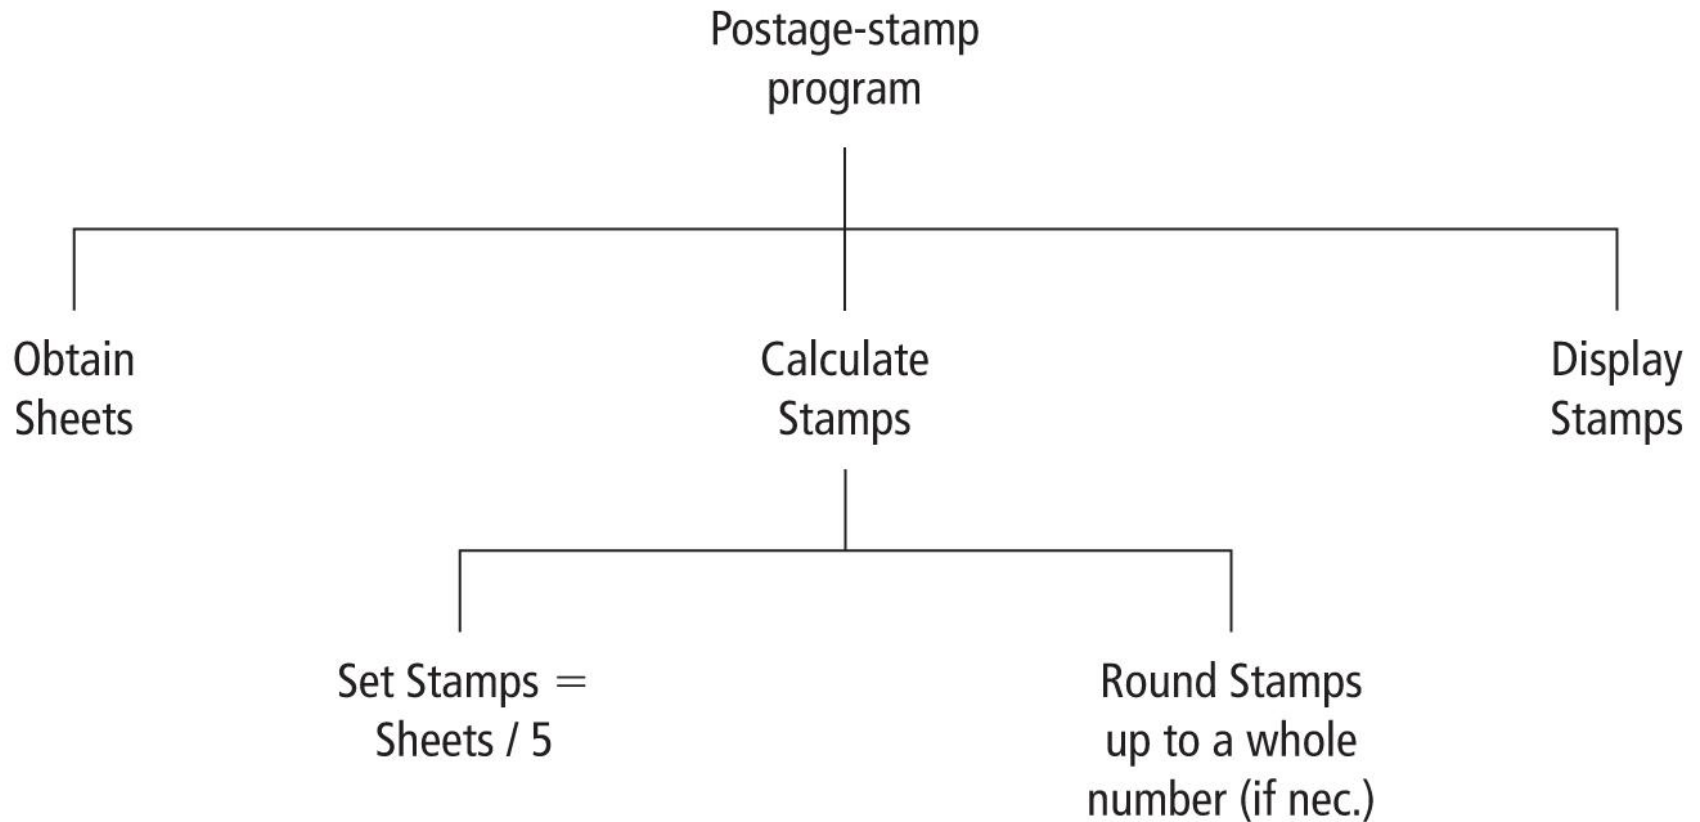 Postage-stamp
program
Obtain
Sheets
Calculate
Stamps
Display
Stamps
Set Stamps =
Sheets / 5
Round Stamps
up to a whole
number (if nec.)